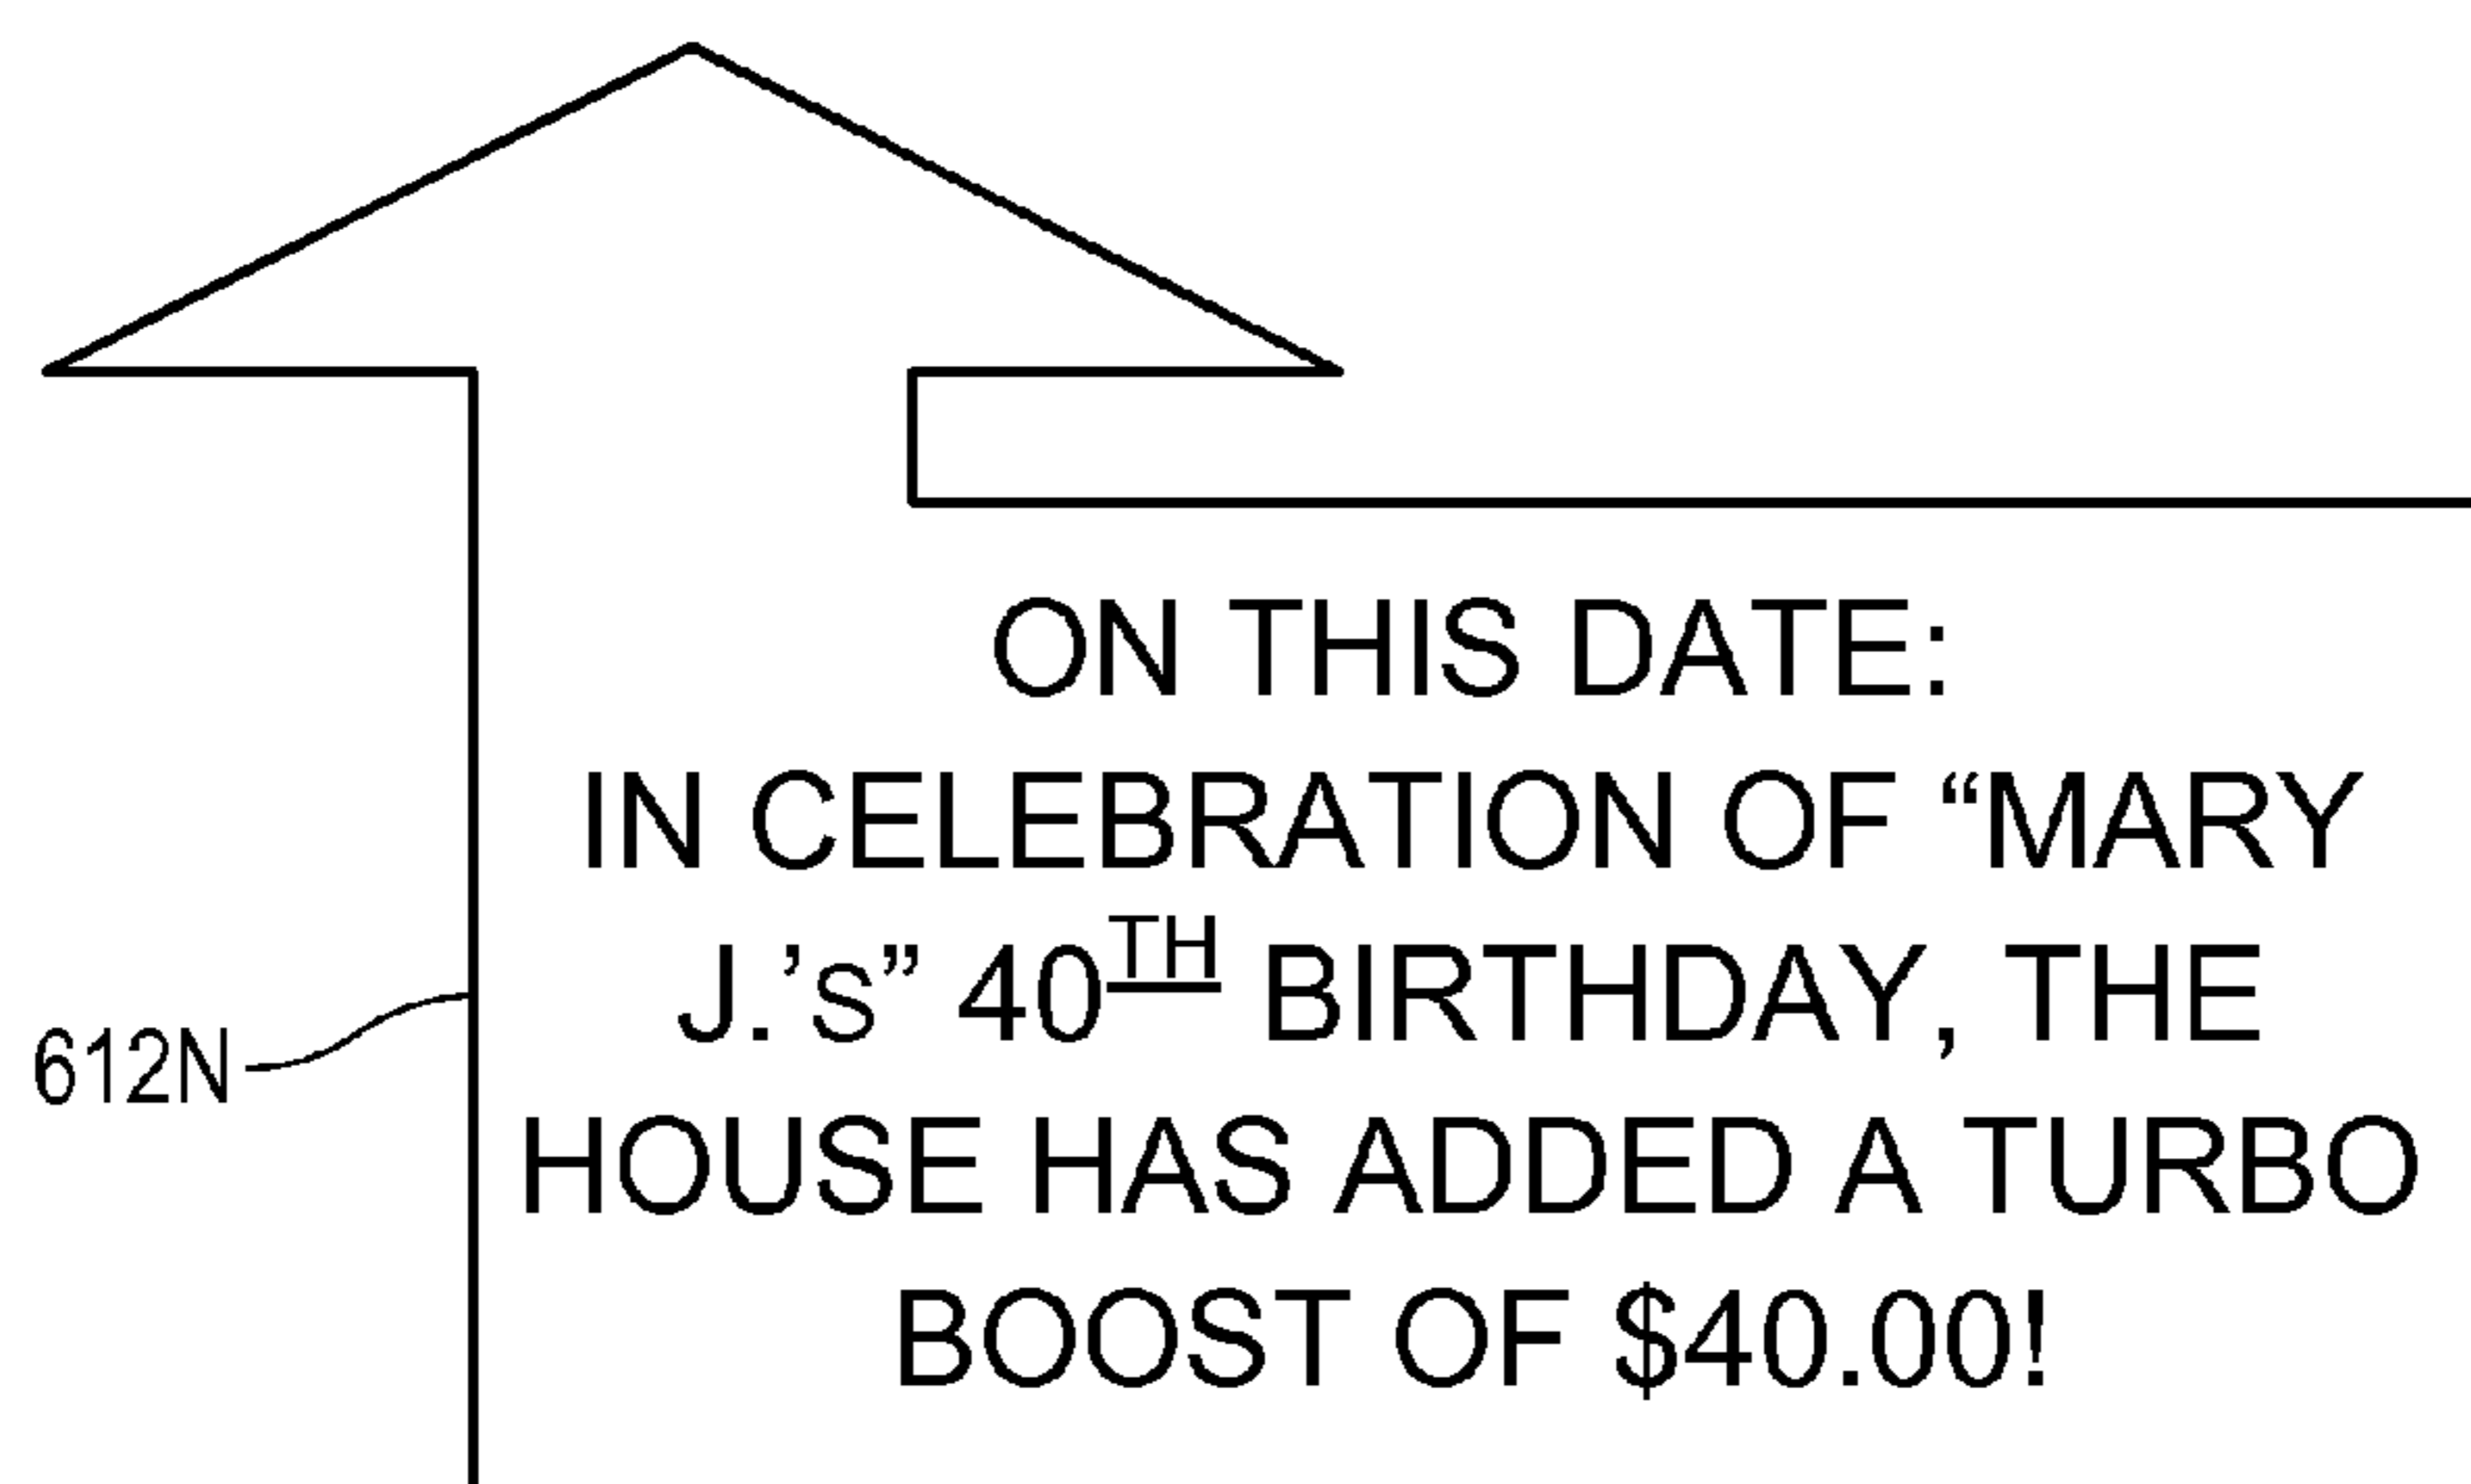 ON THIS DATE:
IN CELEBRATION OF “MARY
J.’s” 40TH BIRTHDAY, THE
612N
HOUSE HAS ADDED A TURBO
BOOST OF $40.00!